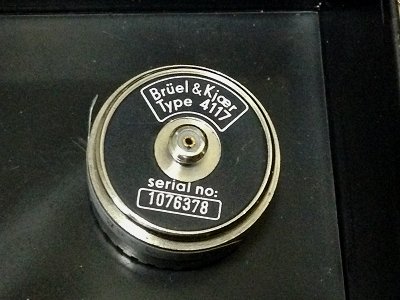 Brüel & Kjær
Type 4117
serial no:
1076378